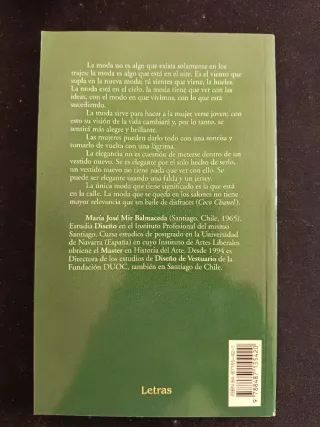 La moda no es algo que exista solamente en los
trajes; la moda es algo que está en el aire. Es el viento que
sopla en la nueva moda; tú sientes que viene, la hueles.
La moda está en el cielo, la moda tiene que ver con las
ideas, con el modo en que vivimos, con lo que está
sucediendo.
La moda sirve para hacer a la mujer verse joven; con
esto su visión de la vida cambiará y, por lo tanto, se
sentirá más alegre y brillante.
Las mujeres pueden darlo todo con una sonrisa y
tomarlo de vuelta con una lágrima.
La elegancia no es cuestión de meterse dentro de un
vestido nuevo. Se es elegante por el solo hecho de serlo,
un vestido nuevo no tiene nada que ver con ello. Se
puede ser elegante usando una falda y un jersey.
La única moda que tiene significado es la que está
en la calle. La moda que se queda en los salones no tiene
mayor relevancia que un baile de disfraces (Coco Chanel).
María José Mir Balmaceda (Santiago, Chile, 1965).
Estudia Diseño en el Instituto Profesional del mismo
Santiago. Cursa estudios de postgrado en la Universidad
de Navarra (España) en cuyo Instituto de Artes Liberales
obtiene el Master en Historia del Arte. Desde 1994 es
Directora de los estudios de Diseño de Vestuario de la
Fundación DUOC, también en Santiago de Chile.
Letras
9 788487 155420